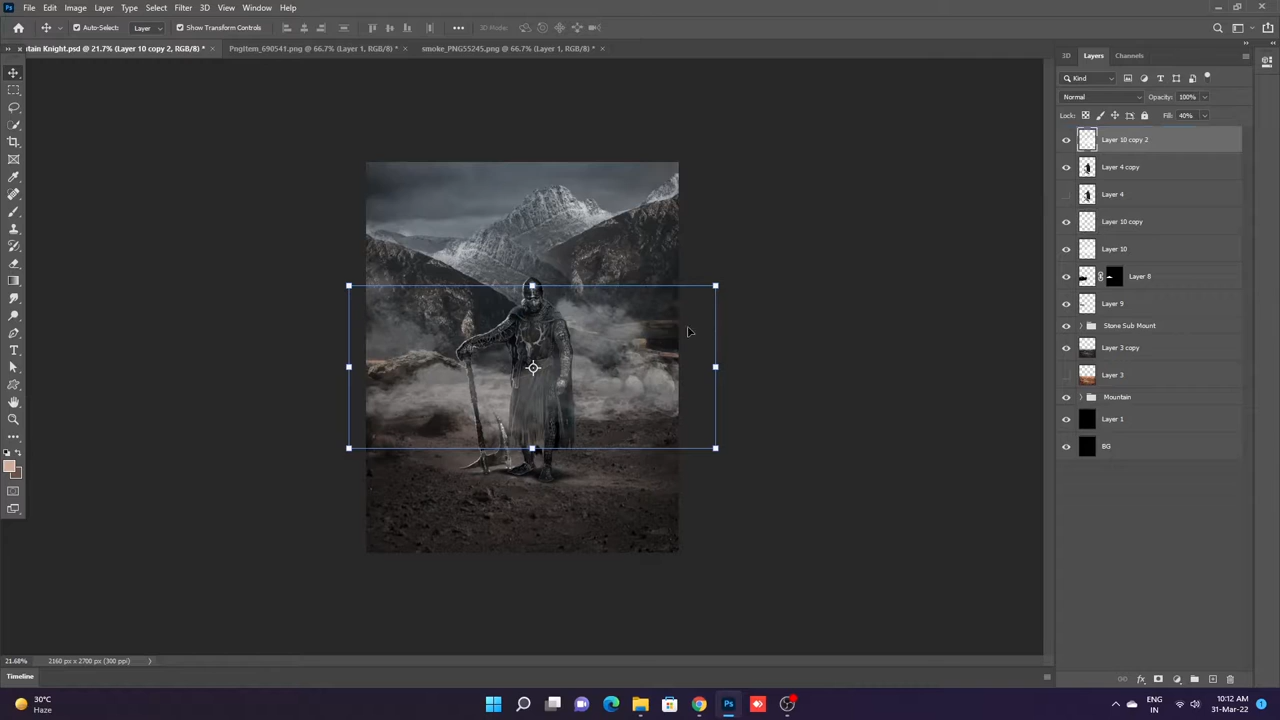 File Edit Image Layer Type Select Filter 3D View Window Help
Auto-Select: Layer Show Transform Controls 3D Mode:
tain Knight.psd @ 21.7% (Layer 10 copy 2, RGB/8) * PngItem_690541.png @ 66.7% (Layer 1, RGB/8) * smoke_PNG55245.png @ 66.7% (Layer 1, RGB/8) *
3D Layers Channels
Kind
Normal Opacity: 100%
Lock: Fill: 40%
Layer 10 copy 2
Layer 4 copy
Layer 4
Layer 10 copy
Layer 10
Layer 8
Layer 9
Stone Sub Mount
Layer 3 copy
Layer 3
Mountain
Layer 1
BG
21.68% 2160 px x 2700 px (300 ppi)
Timeline
30°C
Haze
ENG
IN
10:12 AM
31-Mar-22